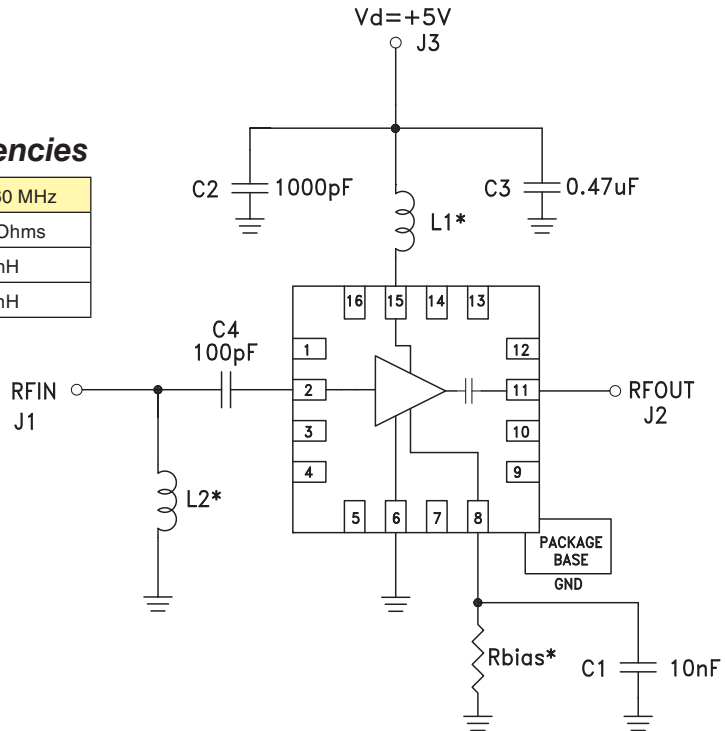 Vd=+5V
J3
encies
60 MHz
Ohms
nH
nH
C2
1000pF
C3
0.47uF
L1*
16
15
14
13
C4
100pF
1
12
RFIN
2
11
RFOUT
J1
J2
3
10
4
9
L2*
5
6
7
8
PACKAGE
BASE
GND
Rbias*
C1
10nF